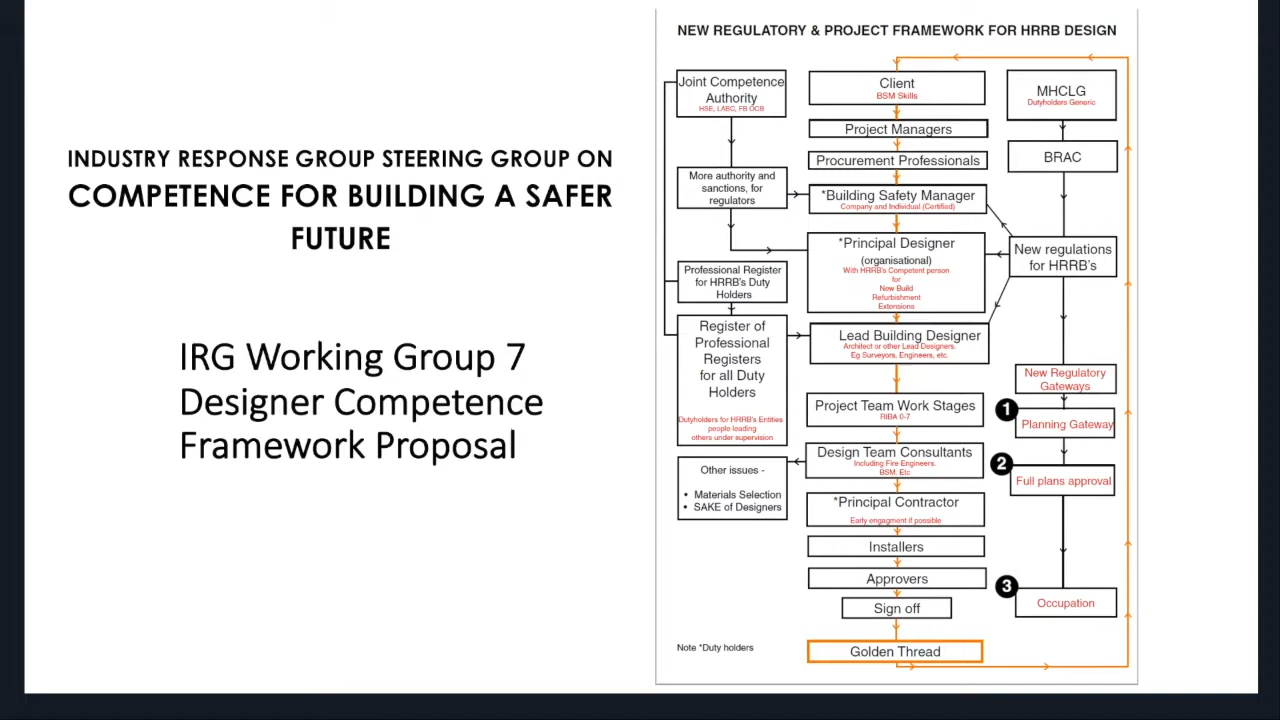 INDUSTRY RESPONSE GROUP STEERING GROUP ON
COMPETENCE FOR BUILDING A SAFER
FUTURE
IRG Working Group 7
Designer Competence
Framework Proposal
NEW REGULATORY & PROJECT FRAMEWORK FOR HRRB DESIGN
Joint Competence
Authority
HSE, LABC, FB OCB
More authority and
sanctions, for
regulators
Professional Register
for HRRB's Duty
Holders
Register of
Professional
Registers
for all Duty
Holders
Dutyholders for HRRB's Entities
people leading
others under supervision
Other issues -
• Materials Selection
• SAKE of Designers
Note *Duty holders
Client
BSM Skills
Project Managers
Procurement Professionals
*Building Safety Manager
Company and Individual (Certified)
*Principal Designer
(organisational)
With HRRB's Competent person
for
New Build
Refurbishment
Extensions
Lead Building Designer
Architect or other Lead Designers.
Eg Surveyors, Engineers, etc.
Project Team Work Stages
RIBA 0-7
Design Team Consultants
Including Fire Engineers.
BSM. Etc
*Principal Contractor
Early engagment if possible
Installers
Approvers
Sign off
Golden Thread
MHCLG
Dutyholders Generic
BRAC
New regulations
for HRRB's
New Regulatory
Gateways
1
Planning Gateway
2
Full plans approval
3
Occupation